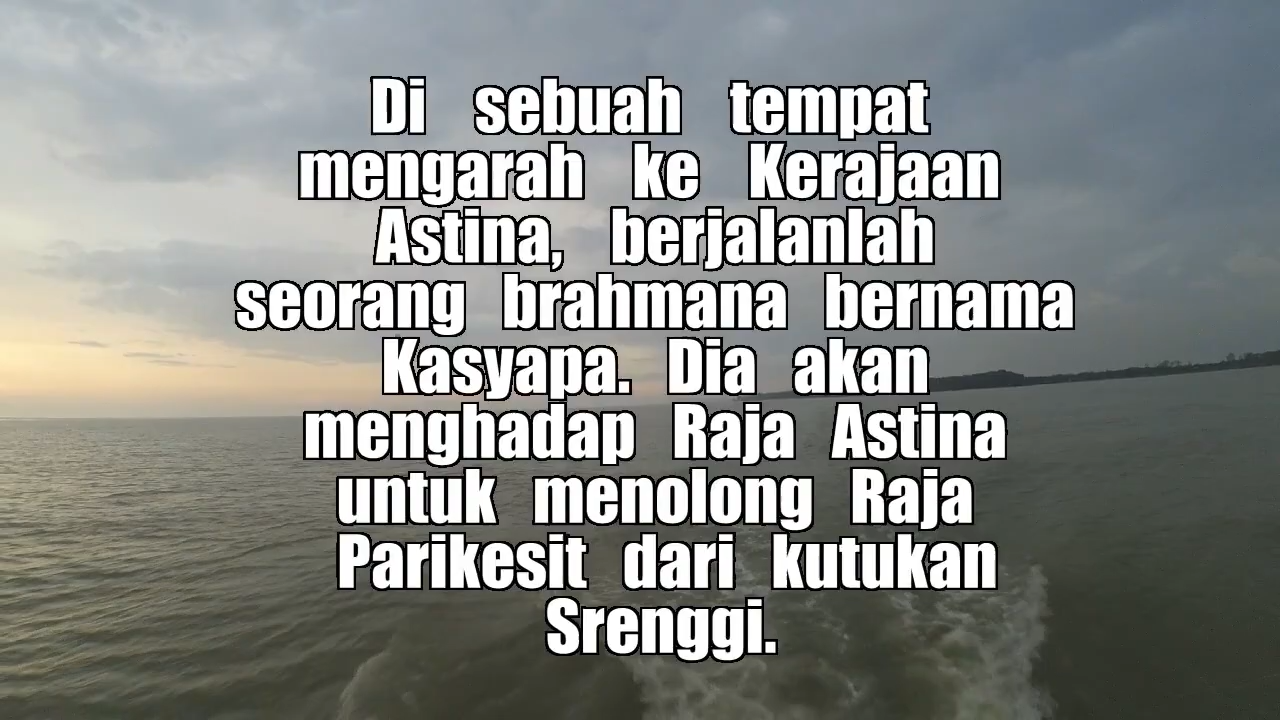 Di sebuah tempat
mengarah ke Kerajaan
Astina, berjalanlah
seorang brahmana bernama
Kasyapa. Dia akan
menghadap Raja Astina
untuk menolong Raja
Parikesit dari kutukan
Srenggi.